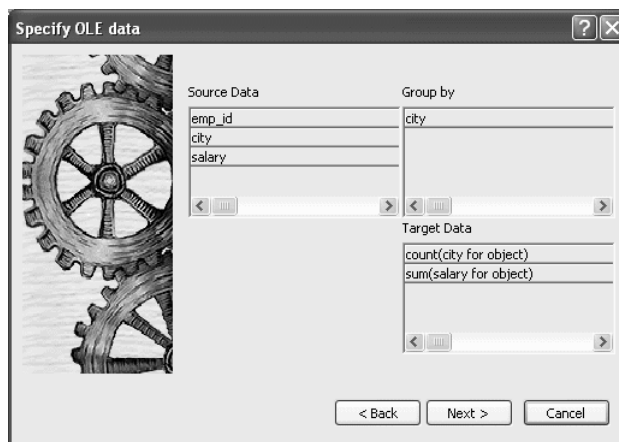 Specify OLE data
Source Data
emp_id
city
salary
Group by
city
Target Data
count(city for object)
sum(salary for object)
< Back
Next >
Cancel